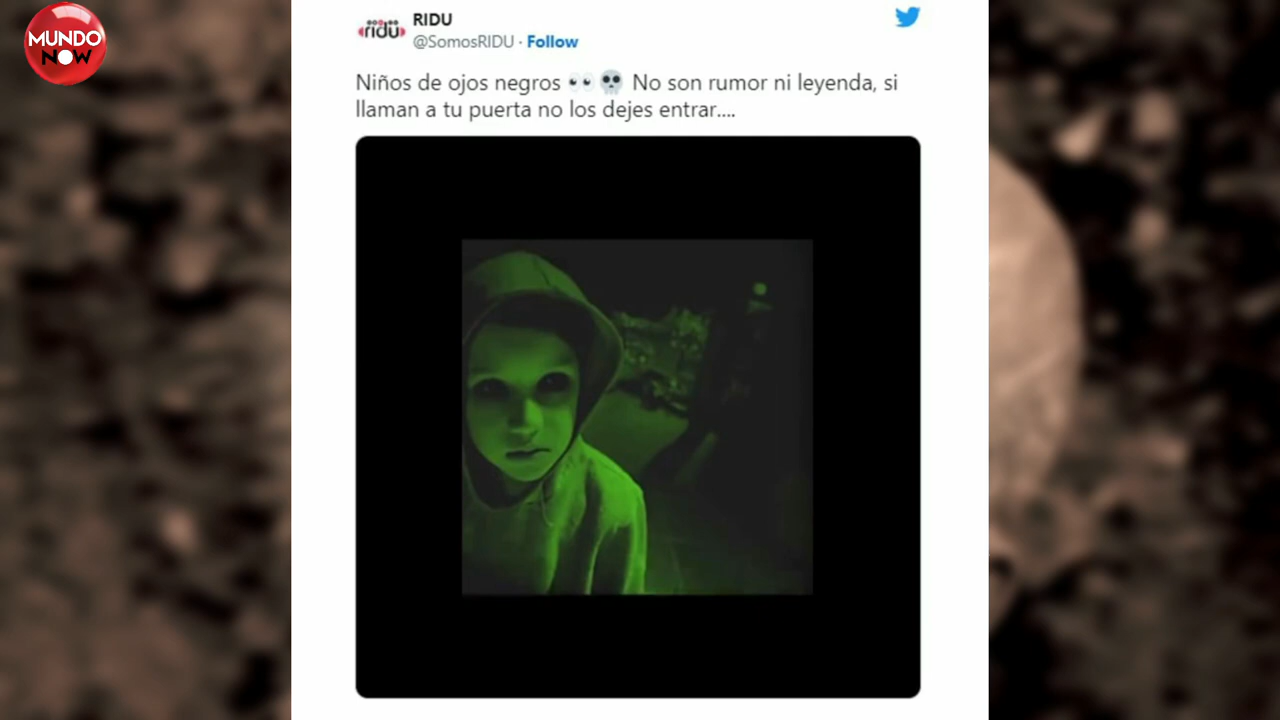 MUNDO
NOW
ridu
RIDU
@SomosRIDU · Follow
Niños de ojos negros 👀💀 No son rumor ni leyenda, si
llaman a tu puerta no los dejes entrar....